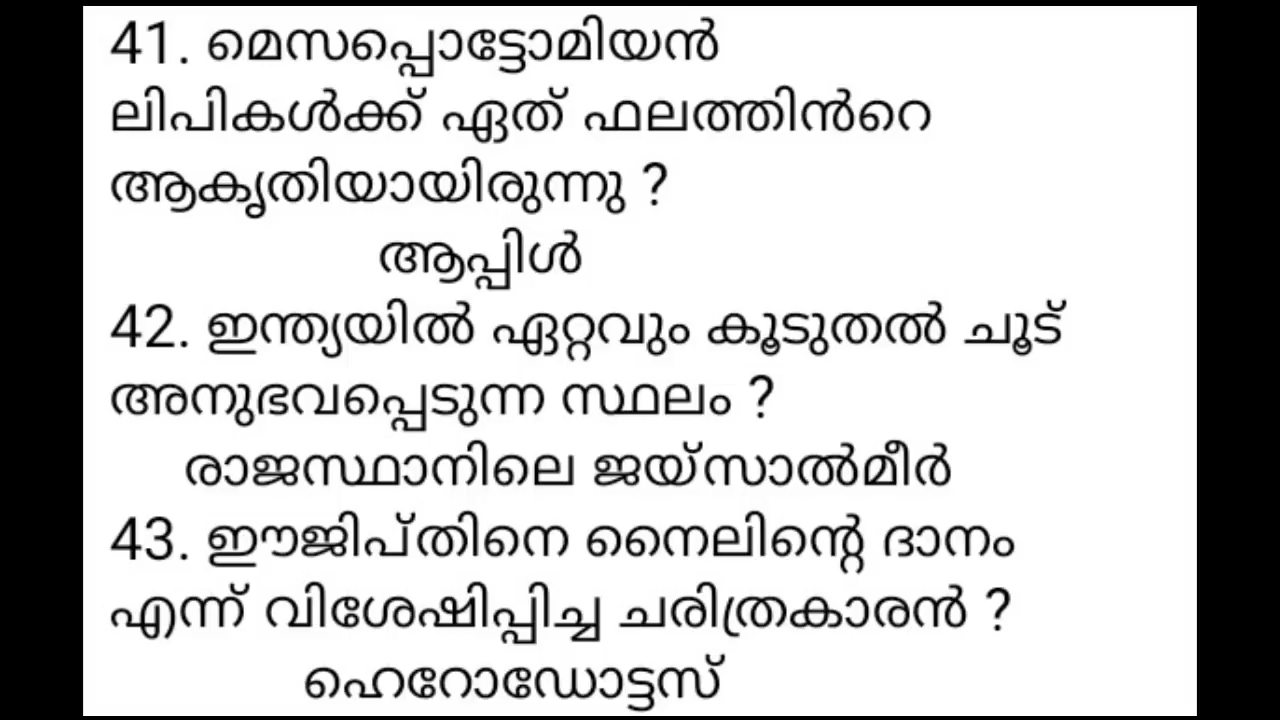 41. മെസപ്പൊട്ടോമിയൻ
ലിപികൾക്ക് ഏത് ഫലത്തിൻറെ
ആകൃതിയായിരുന്നു ?
ആപ്പിൾ
42. ഇന്ത്യയിൽ ഏറ്റവും കൂടുതൽ ചൂട്
അനുഭവപ്പെടുന്ന സ്ഥലം ?
രാജസ്ഥാനിലെ ജയ്സാൽമീർ
43. ഈജിപ്തിനെ നൈലിന്റെ ദാനം
എന്ന് വിശേഷിപ്പിച്ച ചരിത്രകാരൻ ?
ഹെറോഡോട്ടസ്